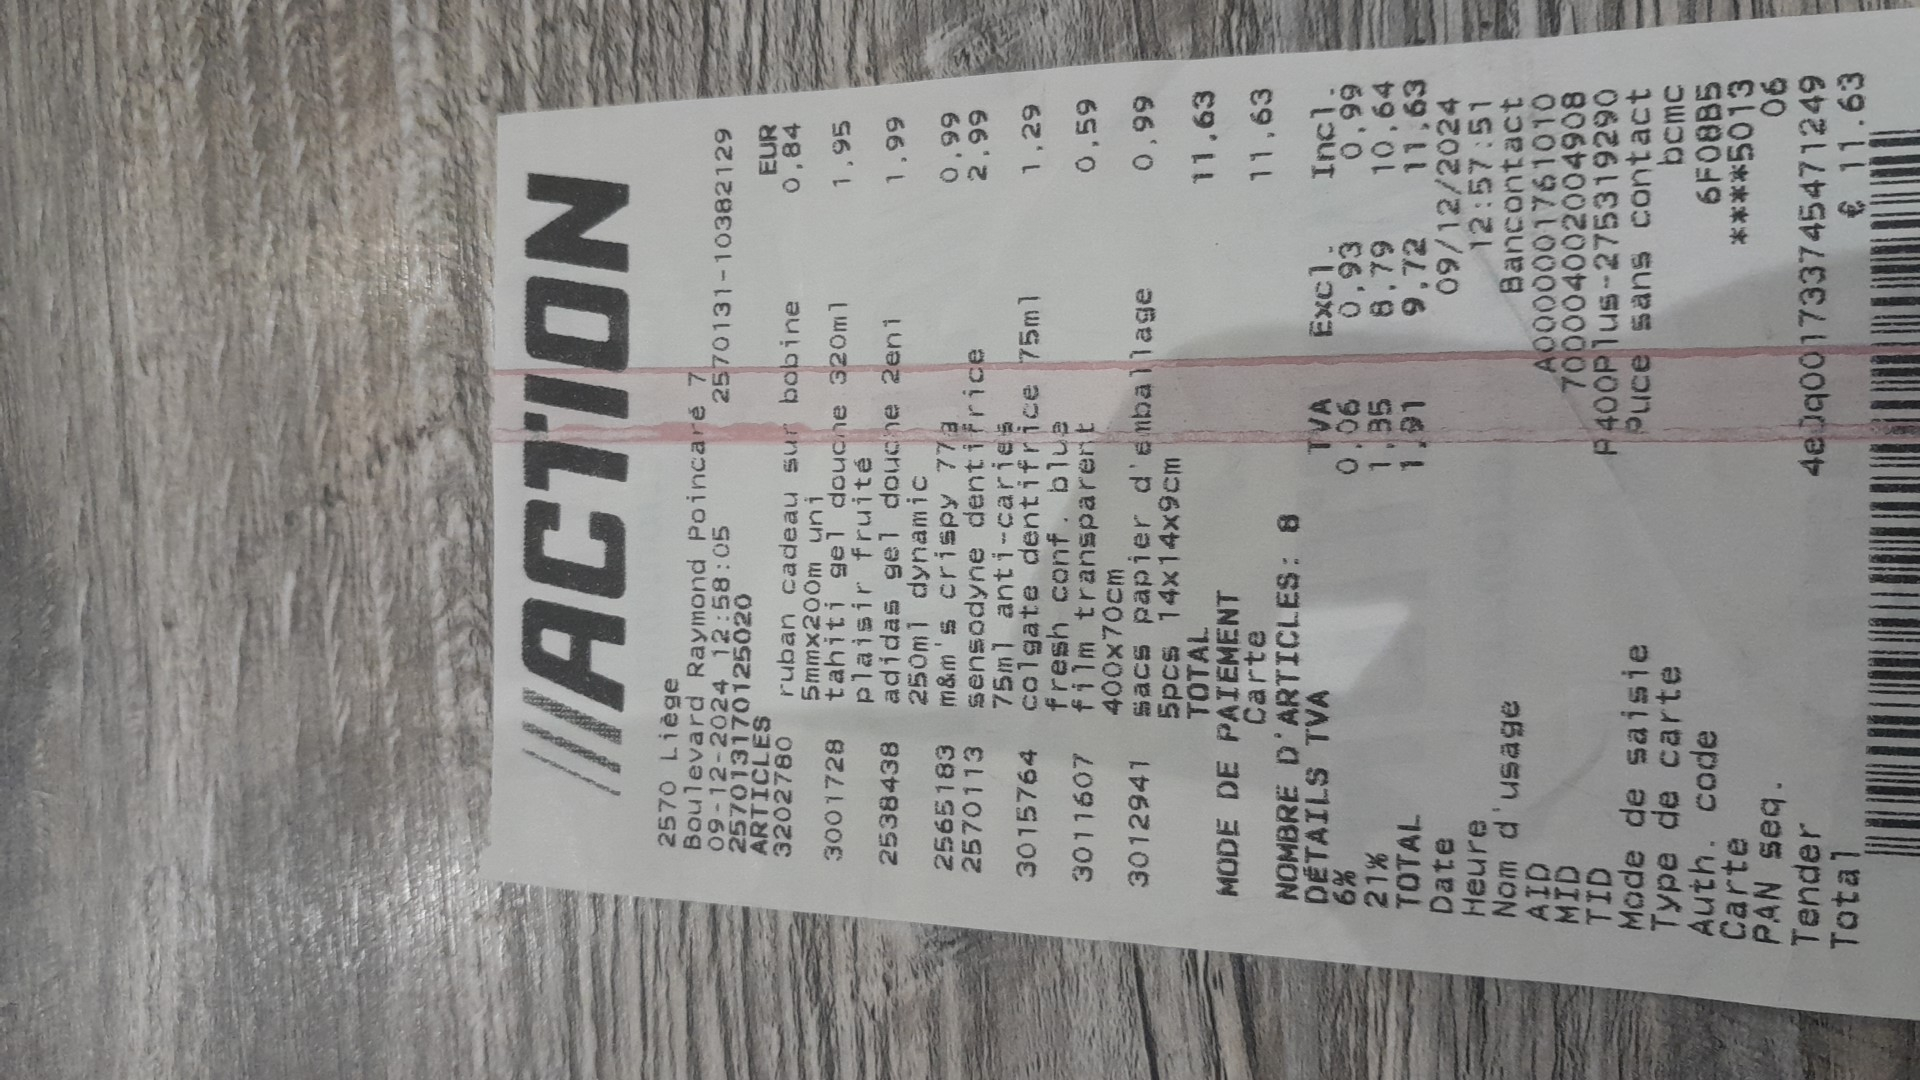 ACTION
2570 Liège
Boulevard Raymond Poincaré 7
09-12-2024 12:58:05 2570131-10382129
2570131170125020
ARTICLES EUR
3202780 ruban cadeau sur bobine 0,84
5mmx200m uni
3001728 tahiti gel douche 320ml 1,95
plaisir fruité
2538438 adidas gel douche 2en1 1,99
250ml dynamic
2565183 m&m's crispy 77g 0,99
2570113 sensodyne dentifrice 2,99
75ml anti-caries
3015764 colgate dentifrice 75ml 1,29
fresh conf. blue
3011607 film transparent 0,59
400x70cm
3012941 sacs papier d'emballage 0,99
5pcs 14x14x9cm
TOTAL 11,63
MODE DE PAIEMENT
Carte 11,63
NOMBRE D'ARTICLES: 8
DÉTAILS TVA TVA Excl. Incl.
6% 0,06 0,93 0,99
21% 1,85 8,79 10,64
TOTAL 1,91 9,72 11,63
Date 09/12/2024
Heure 12:57:51
Nom d'usage Bancontact
AID A0000001761010
MID 700040020004908
TID P400Plus-275319290
Mode de saisie Puce sans contact
Type de carte bcmc
Auth. code 6F08B5
Carte ****5013
PAN seq. 06
Tender 4eJq001733745471249
Total € 11.63